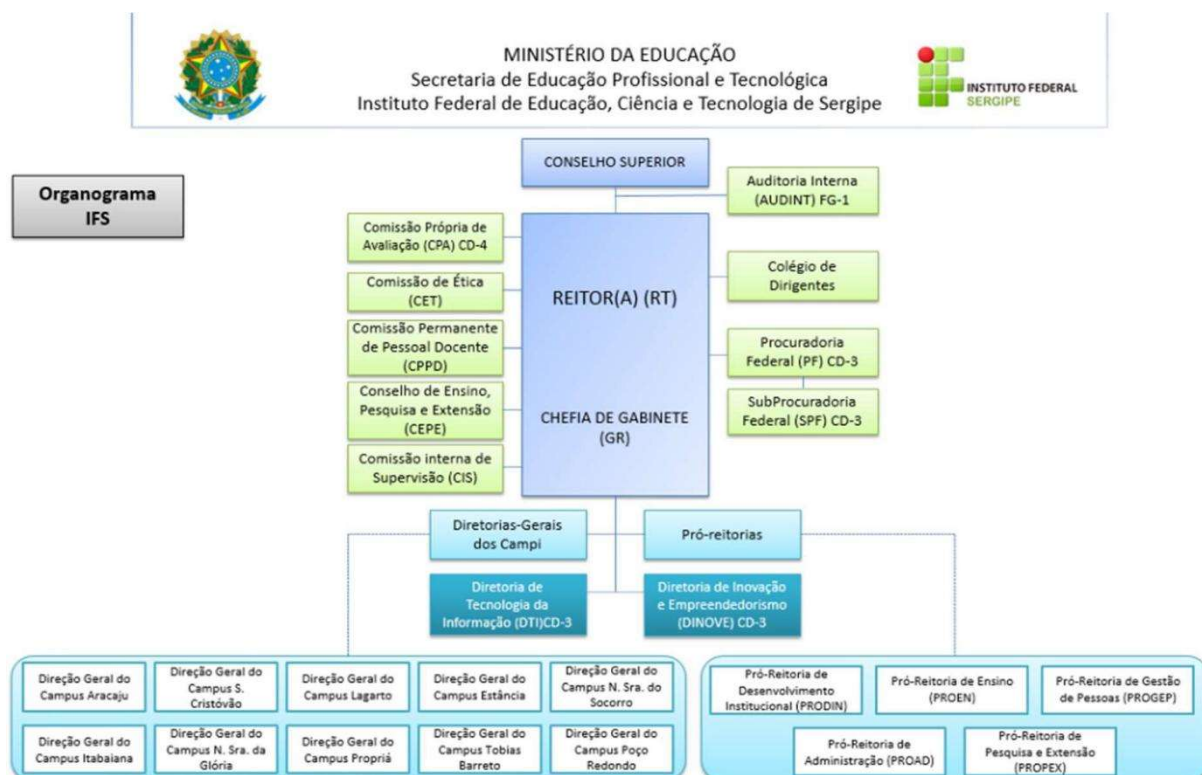 MINISTÉRIO DA EDUCAÇÃO
Secretaria de Educação Profissional e Tecnológica
Instituto Federal de Educação, Ciência e Tecnologia de Sergipe
INSTITUTO FEDERAL
SERGIPE
Organograma
IFS
CONSELHO SUPERIOR
Auditoria Interna
(AUDINT) FG-1
Comissão Própria de
Avaliação (CPA) CD-4
Comissão de Ética
(CET)
Comissão Permanente
de Pessoal Docente
(CPPD)
Conselho de Ensino,
Pesquisa e Extensão
(CEPE)
Comissão interna de
Supervisão (CIS)
REITOR(A) (RT)
CHEFIA DE GABINETE
(GR)
Colégio de
Dirigentes
Procuradoria
Federal (PF) CD-3
SubProcuradoria
Federal (SPF) CD-3
Diretorias-Gerais
dos Campi
Pró-reitorias
Diretoria de
Tecnologia da
Informação (DTI)CD-3
Diretoria de Inovação
e Empreendedorismo
(DINOVE) CD-3
Direção Geral do
Campus Aracaju
Direção Geral do
Campus S.
Cristóvão
Direção Geral do
Campus Lagarto
Direção Geral do
Campus Estância
Direção Geral do
Campus N. Sra. do
Socorro
Direção Geral do
Campus Itabaiana
Direção Geral do
Campus N. Sra. da
Glória
Direção Geral do
Campus Propriá
Direção Geral do
Campus Tobias
Barreto
Direção Geral do
Campus Poço
Redondo
Pró-Reitoria de
Desenvolvimento
Institucional (PRODIN)
Pró-Reitoria de Ensino
(PROEN)
Pró-Reitoria de Gestão
de Pessoas (PROGEP)
Pró-Reitoria de
Administração (PROAD)
Pró-Reitoria de
Pesquisa e Extensão
(PROPEX)